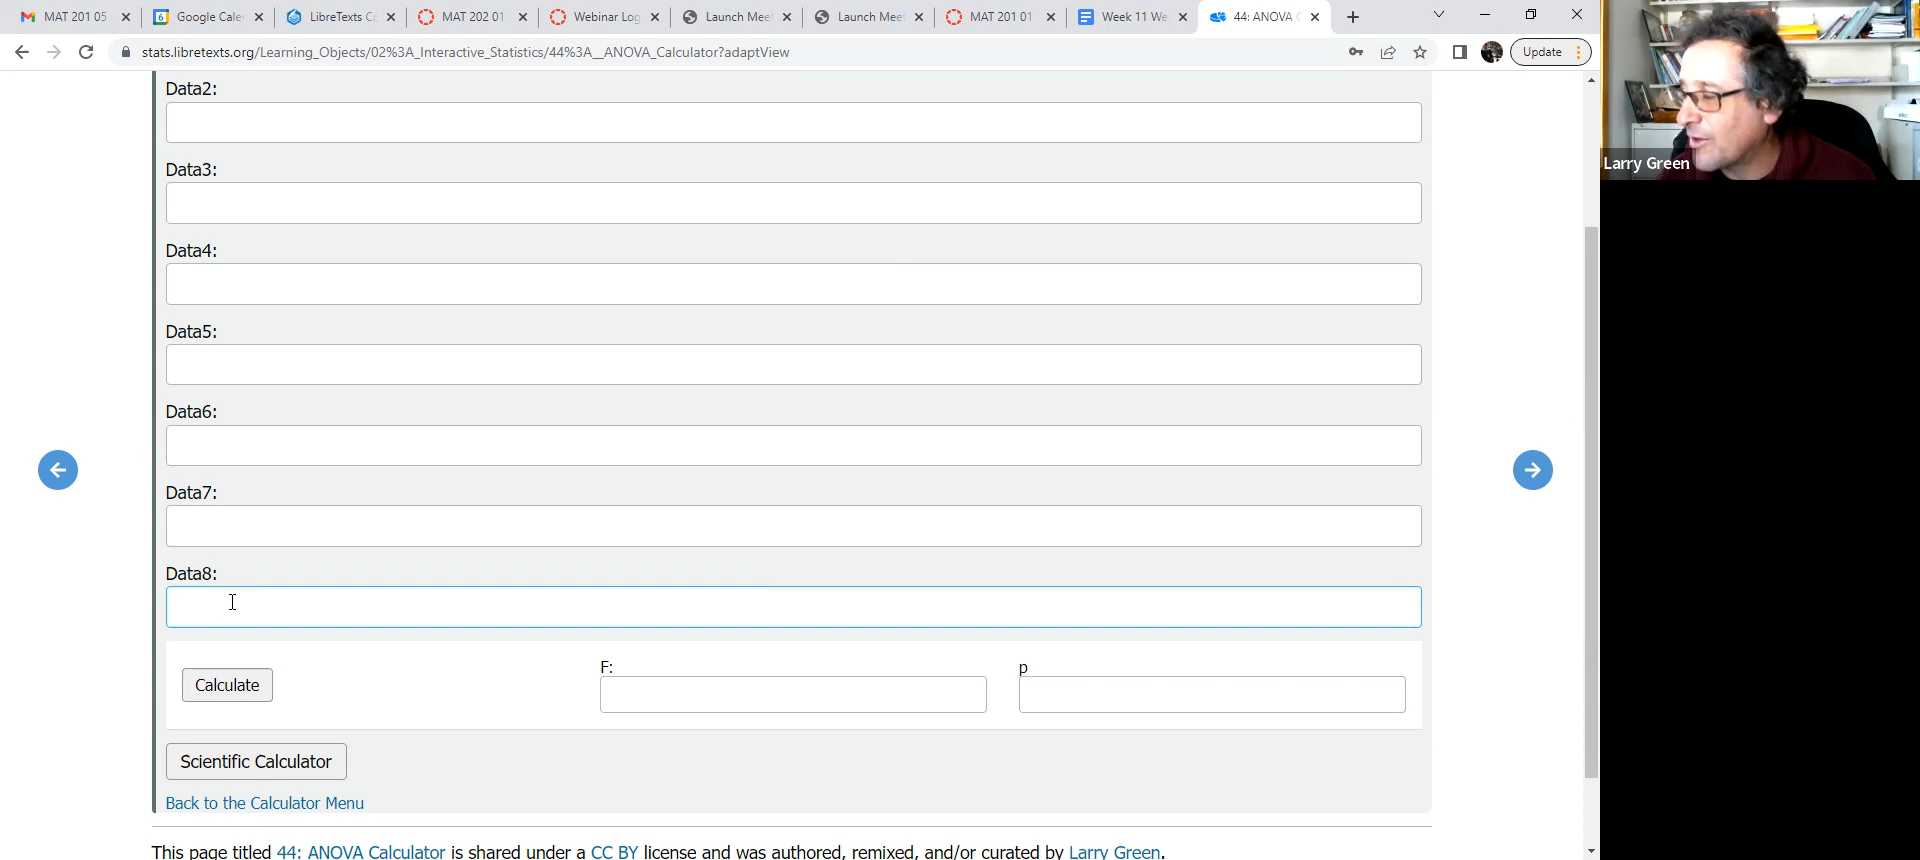 MAT 201 05
Google Cale
LibreTexts C
MAT 202 01
Webinar Log
Launch Meet
Launch Meet
MAT 201 01
Week 11 We
44: ANOVA C
stats.libretexts.org/Learning_Objects/02%3A_Interactive_Statistics/44%3A__ANOVA_Calculator?adaptView
Update
Larry Green
Data2:
Data3:
Data4:
Data5:
Data6:
Data7:
Data8:
Calculate
F:
p
Scientific Calculator
Back to the Calculator Menu
This page titled 44: ANOVA Calculator is shared under a CC BY license and was authored, remixed, and/or curated by Larry Green.